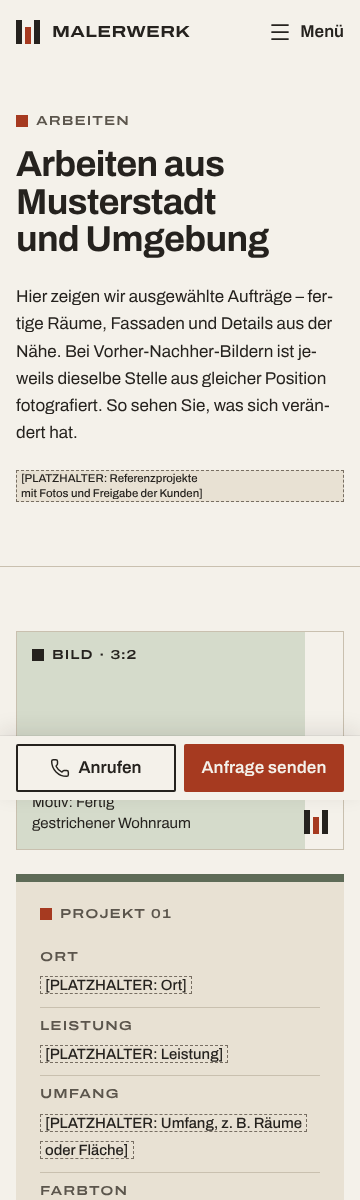 MALERWERK
Menü
ARBEITEN
Arbeiten aus
Musterstadt
und Umgebung
Hier zeigen wir ausgewählte Aufträge – fer-
tige Räume, Fassaden und Details aus der
Nähe. Bei Vorher-Nachher-Bildern ist je-
weils dieselbe Stelle aus gleicher Position
fotografiert. So sehen Sie, was sich verän-
dert hat.
[PLATZHALTER: Referenzprojekte
mit Fotos und Freigabe der Kunden]
BILD · 3:2
Anrufen
Anfrage senden
Motiv: Fertig
gestrichener Wohnraum
PROJEKT 01
ORT
[PLATZHALTER: Ort]
LEISTUNG
[PLATZHALTER: Leistung]
UMFANG
[PLATZHALTER: Umfang, z. B. Räume
oder Fläche]
FARBTON